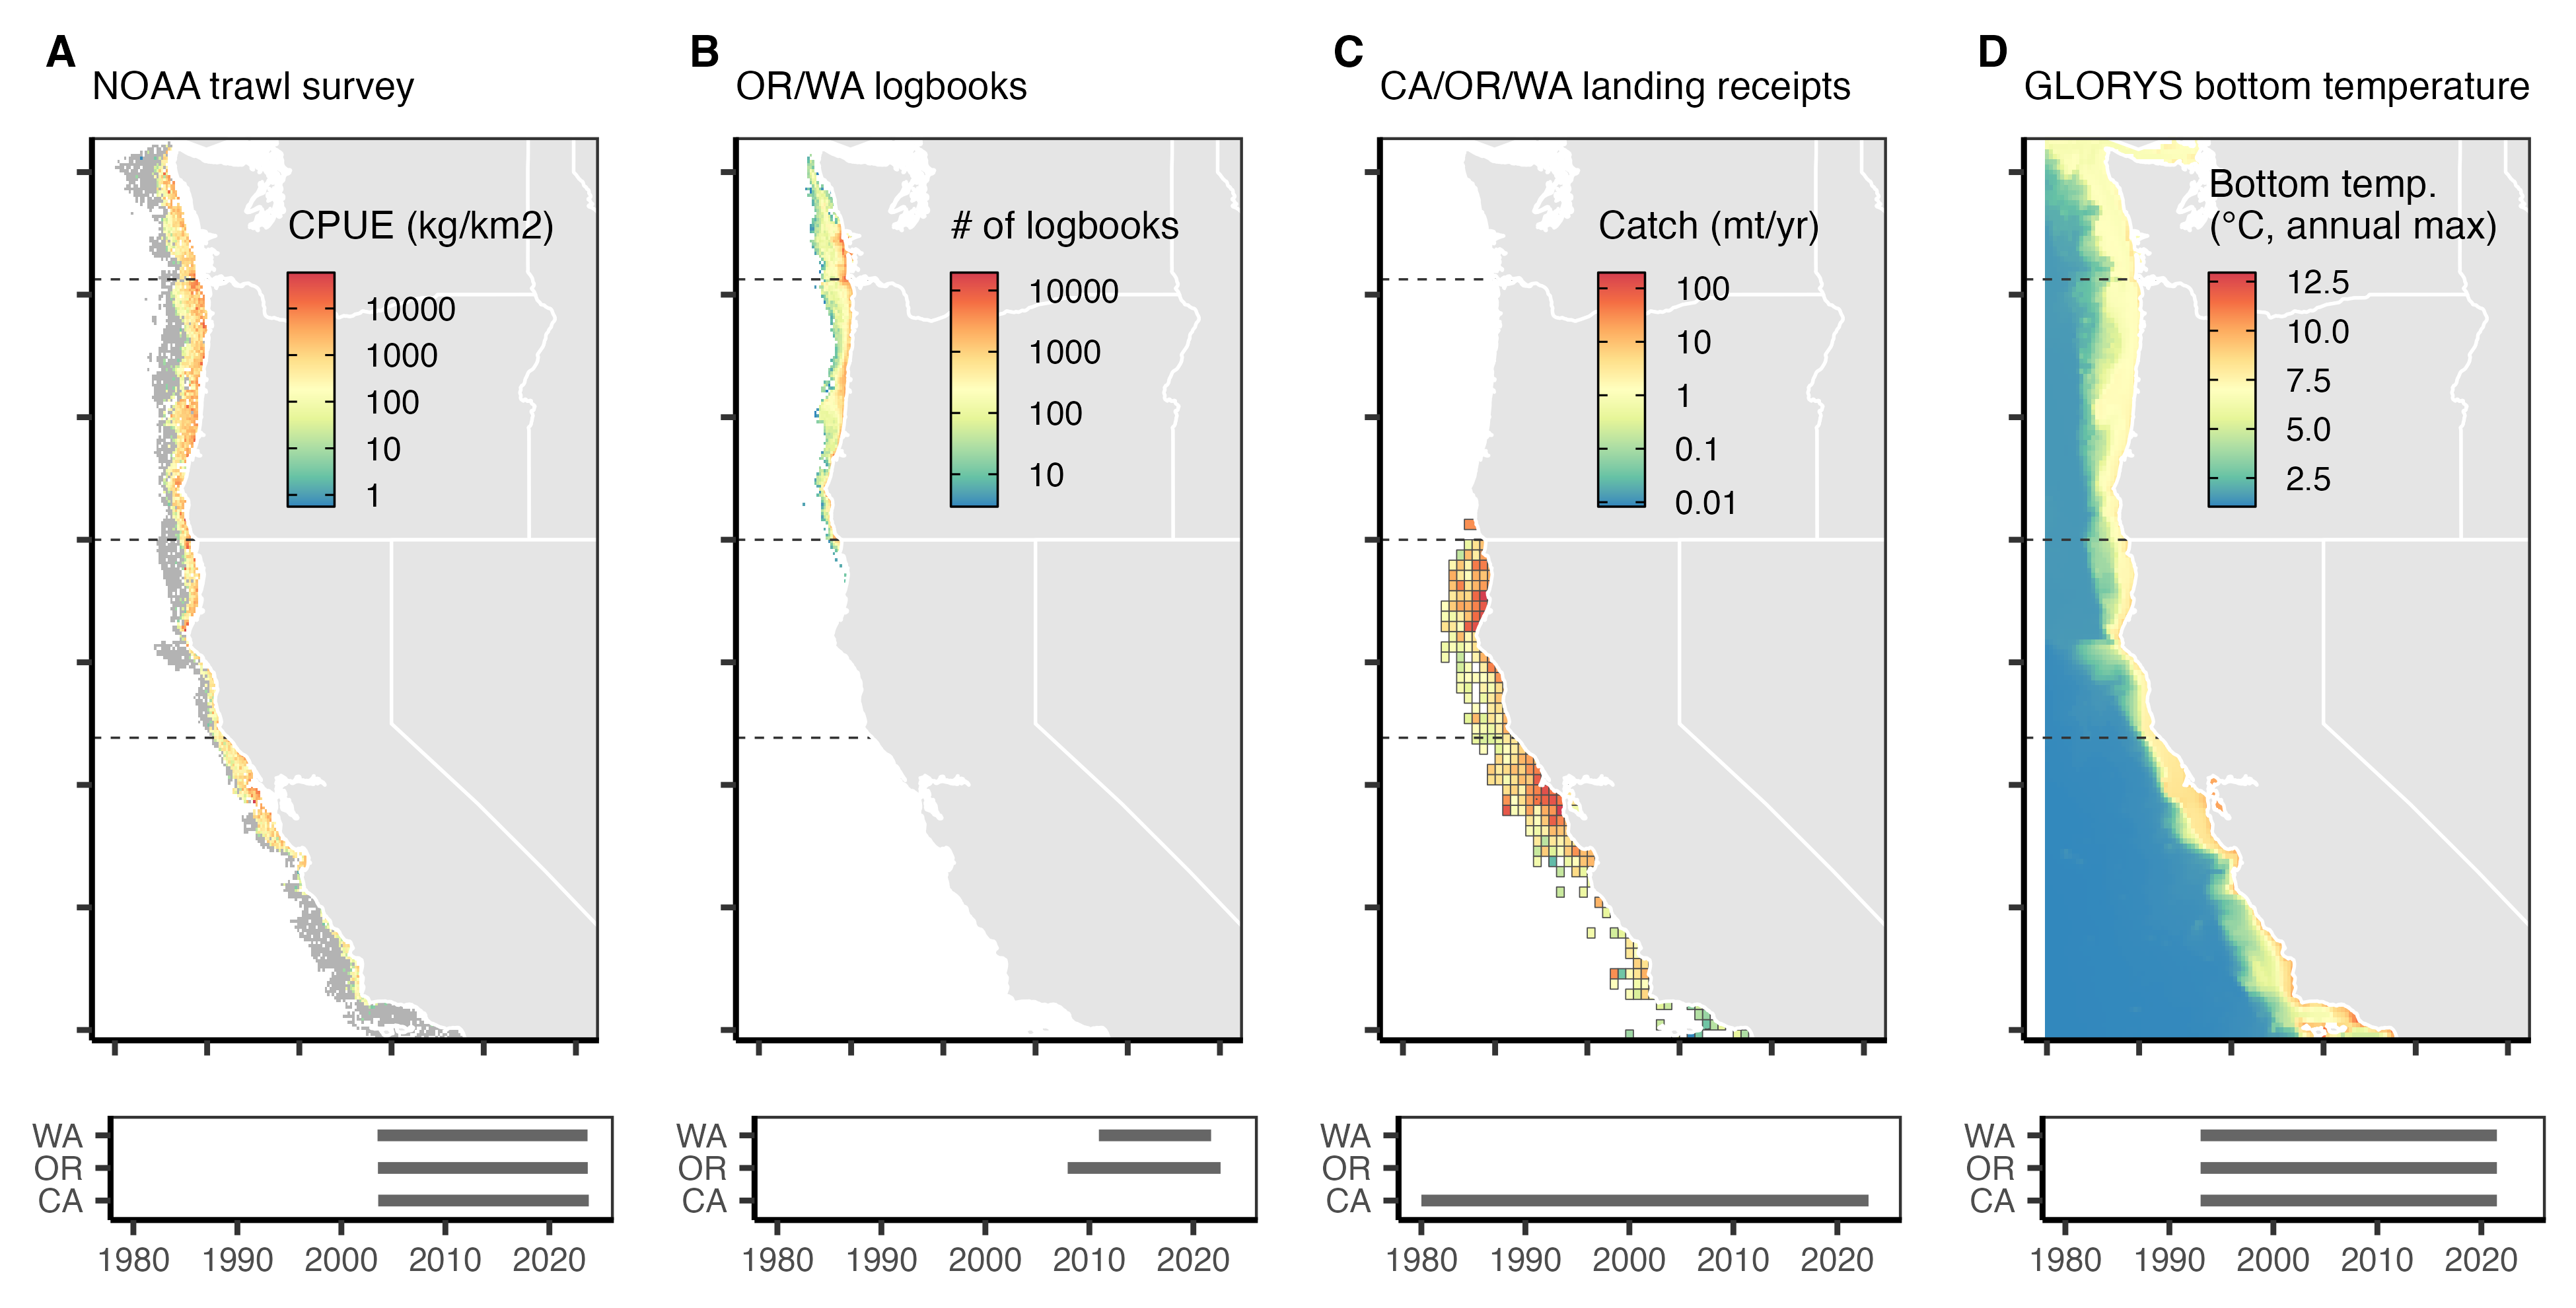 A
NOAA trawl survey
CPUE (kg/km2)
10000
1000
100
10
1
WA
OR
CA
1980 1990 2000 2010 2020
B
OR/WA logbooks
# of logbooks
10000
1000
100
10
WA
OR
CA
1980 1990 2000 2010 2020
C
CA/OR/WA landing receipts
Catch (mt/yr)
100
10
1
0.1
0.01
WA
OR
CA
1980 1990 2000 2010 2020
D
GLORYS bottom temperature
Bottom temp.
(°C, annual max)
12.5
10.0
7.5
5.0
2.5
WA
OR
CA
1980 1990 2000 2010 2020